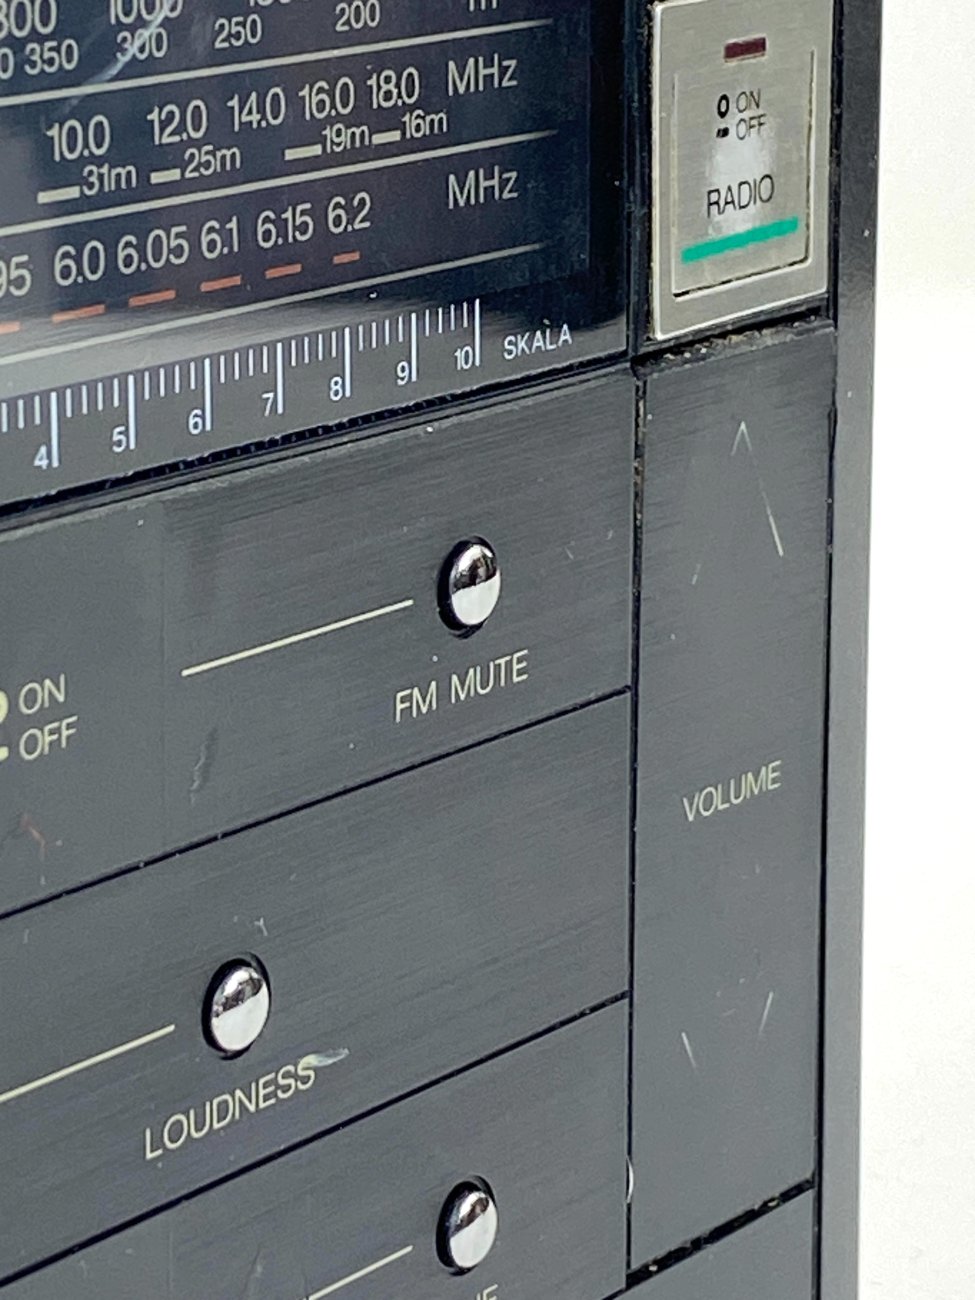 1000
350 300 250 200
10.0 12.0 14.0 16.0 18.0 MHz
31m 25m 19m 16m
6.0 6.05 6.1 6.15 6.2 MHz
4 5 6 7 8 9 10 SKALA
ON
OFF
RADIO
FM MUTE
ON
OFF
VOLUME
LOUDNESS